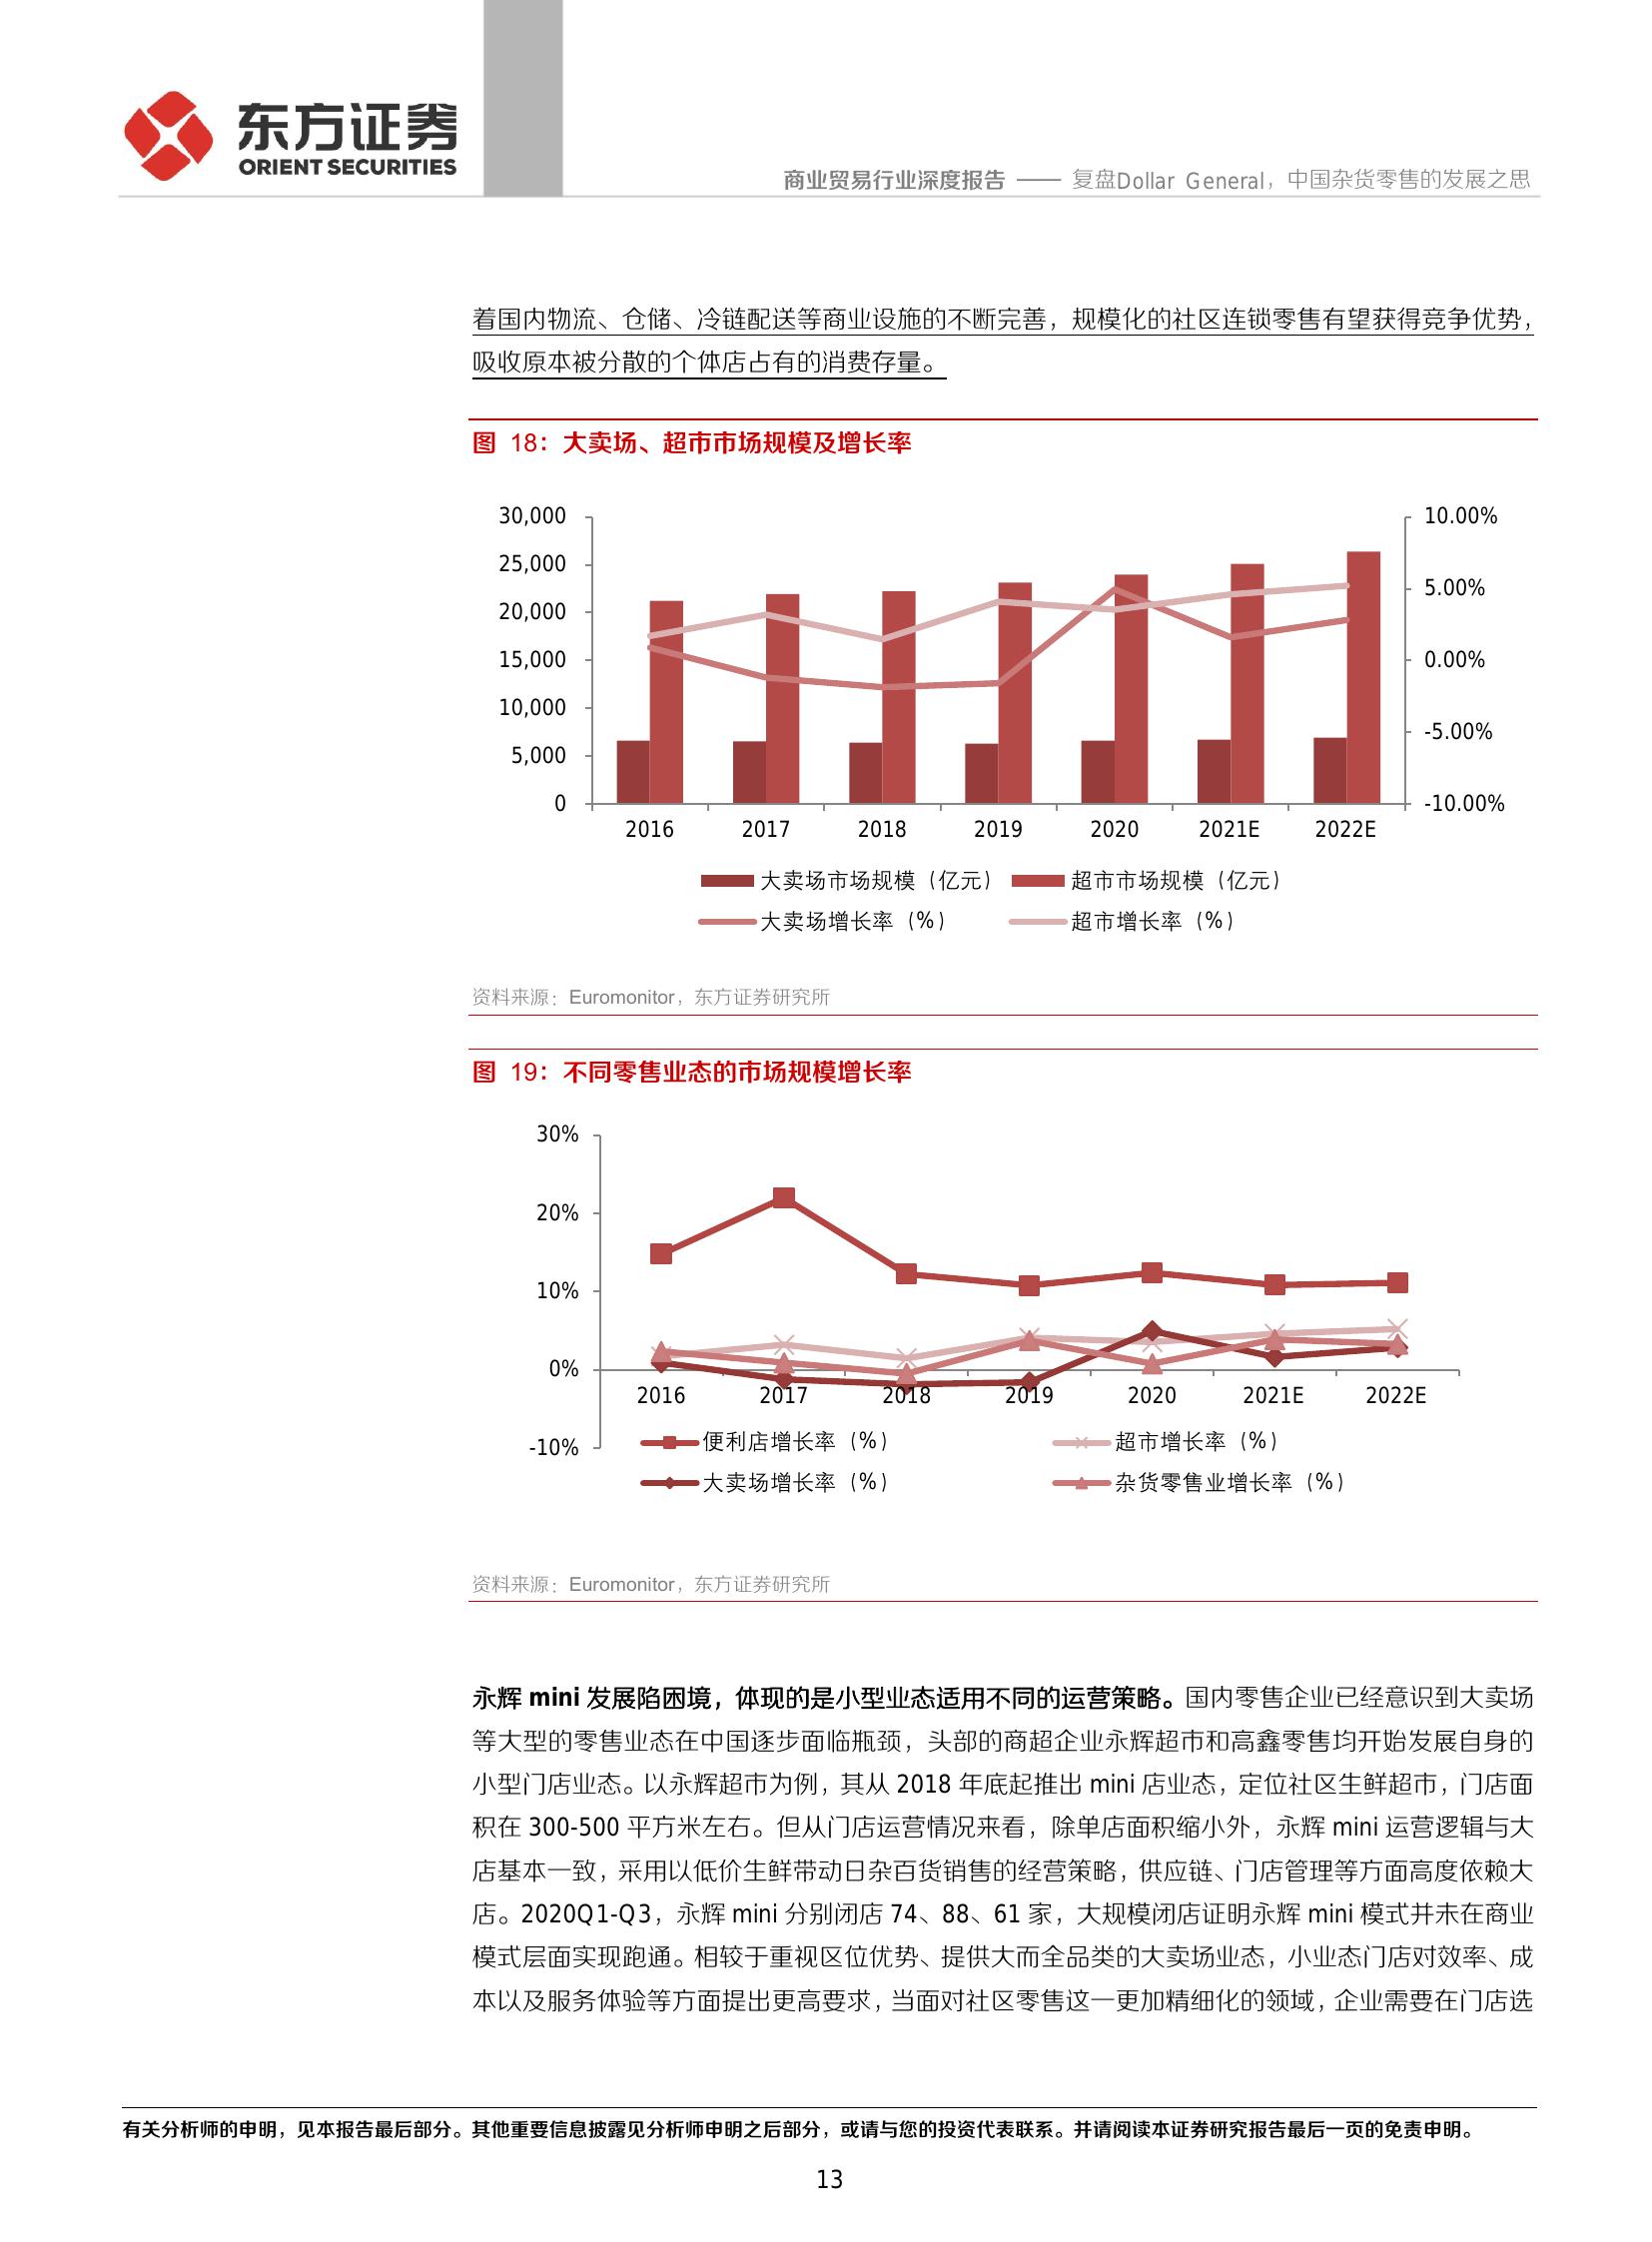 东方证券
ORIENT SECURITIES
商业贸易行业深度报告 —— 复盘Dollar General，中国杂货零售的发展之思
着国内物流、仓储、冷链配送等商业设施的不断完善，规模化的社区连锁零售有望获得竞争优势，
吸收原本被分散的个体店占有的消费存量。
图 18：大卖场、超市市场规模及增长率
30,000
25,000
20,000
15,000
10,000
5,000
0
10.00%
5.00%
0.00%
-5.00%
-10.00%
2016 2017 2018 2019 2020 2021E 2022E
大卖场市场规模（亿元） 超市市场规模（亿元）
大卖场增长率（%） 超市增长率（%）
资料来源：Euromonitor，东方证券研究所
图 19：不同零售业态的市场规模增长率
30%
20%
10%
0%
-10%
2016 2017 2018 2019 2020 2021E 2022E
便利店增长率（%） 超市增长率（%）
大卖场增长率（%） 杂货零售业增长率（%）
资料来源：Euromonitor，东方证券研究所
永辉 mini 发展陷困境，体现的是小型业态适用不同的运营策略。国内零售企业已经意识到大卖场
等大型的零售业态在中国逐步面临瓶颈，头部的商超企业永辉超市和高鑫零售均开始发展自身的
小型门店业态。以永辉超市为例，其从 2018 年底起推出 mini 店业态，定位社区生鲜超市，门店面
积在 300-500 平方米左右。但从门店运营情况来看，除单店面积缩小外，永辉 mini 运营逻辑与大
店基本一致，采用以低价生鲜带动日杂百货销售的经营策略，供应链、门店管理等方面高度依赖大
店。2020Q1-Q3，永辉 mini 分别闭店 74、88、61 家，大规模闭店证明永辉 mini 模式并未在商业
模式层面实现跑通。相较于重视区位优势、提供大而全品类的大卖场业态，小业态门店对效率、成
本以及服务体验等方面提出更高要求，当面对社区零售这一更加精细化的领域，企业需要在门店选
有关分析师的申明，见本报告最后部分。其他重要信息披露见分析师申明之后部分，或请与您的投资代表联系。并请阅读本证券研究报告最后一页的免责申明。
13